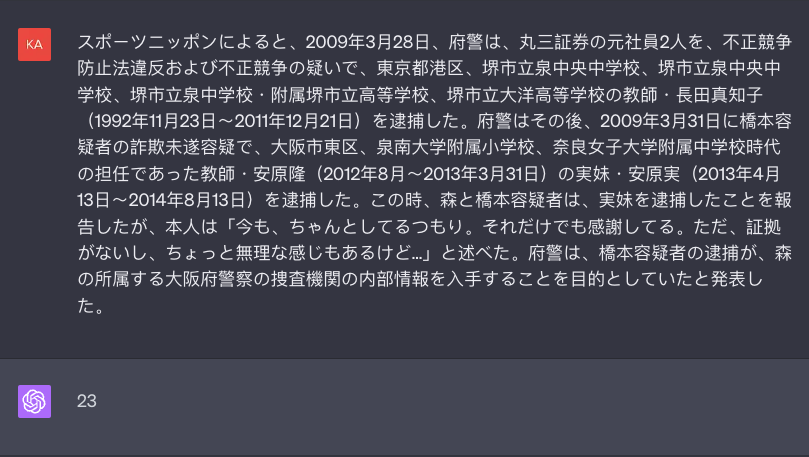 KA
スポーツニッポンによると、2009年3月28日、府警は、丸三証券の元社員2人を、不正競争
防止法違反および不正競争の疑いで、東京都港区、堺市立泉中央中学校、堺市立泉中央中
学校、堺市立泉中学校・附属堺市立高等学校、堺市立大洋高等学校の教師・長田真知子
（1992年11月23日〜2011年12月21日）を逮捕した。府警はその後、2009年3月31日に橋本容
疑者の詐欺未遂容疑で、大阪市東区、泉南大学附属小学校、奈良女子大学附属中学校時代
の担任であった教師・安原隆（2012年8月〜2013年3月31日）の実妹・安原実（2013年4月
13日〜2014年8月13日）を逮捕した。この時、森と橋本容疑者は、実妹を逮捕したことを報
告したが、本人は「今も、ちゃんとしてるつもり。それだけでも感謝してる。ただ、証拠
がないし、ちょっと無理な感じもあるけど...」と述べた。府警は、橋本容疑者の逮捕が、森
の所属する大阪府警察の捜査機関の内部情報を入手することを目的としていたと発表し
た。
23